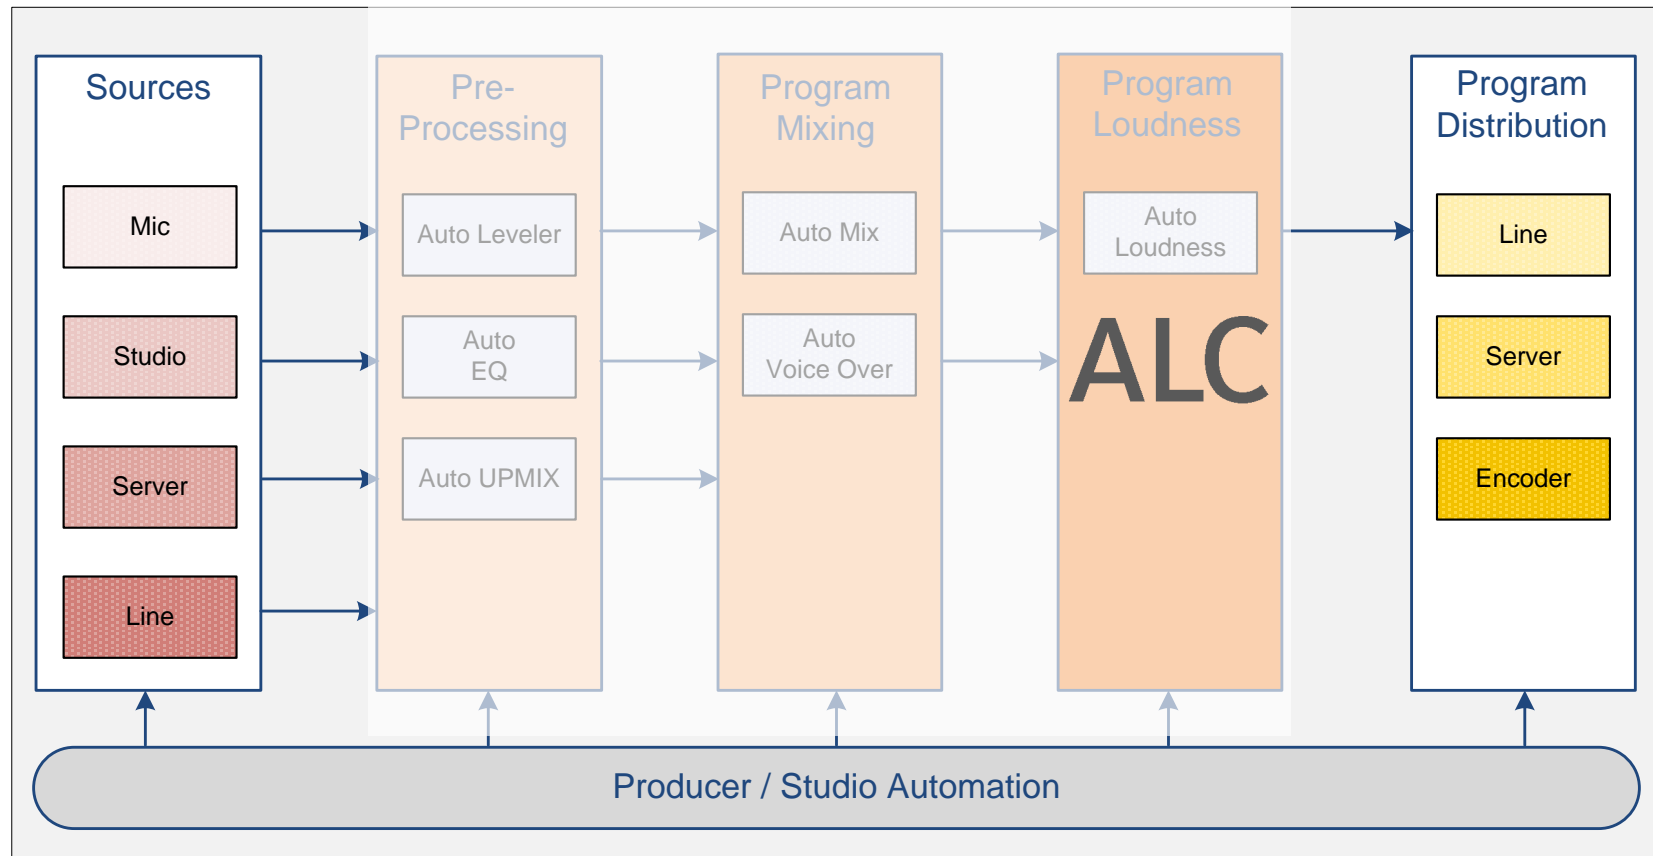 Sources
Mic
Studio
Server
Line
Pre-
Processing
Auto Leveler
Auto
EQ
Auto UPMIX
Program
Mixing
Auto Mix
Auto
Voice Over
Program
Loudness
Auto
Loudness
ALC
Program
Distribution
Line
Server
Encoder
Producer / Studio Automation